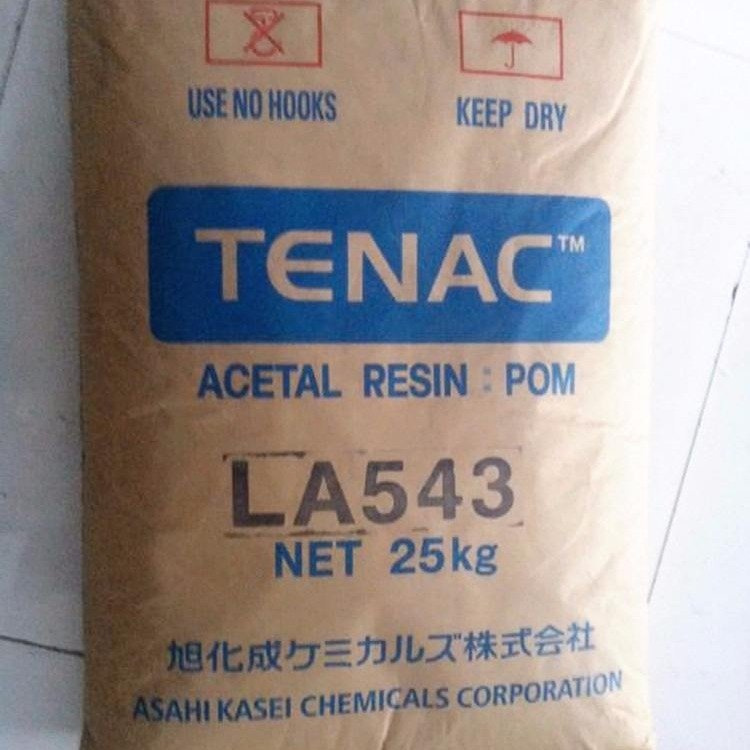 USE NO HOOKS
KEEP DRY
TENAC™
ACETAL RESIN : POM
LA543
NET 25kg
旭化成ケミカルズ株式会社
ASAHI KASEI CHEMICALS CORPORATION